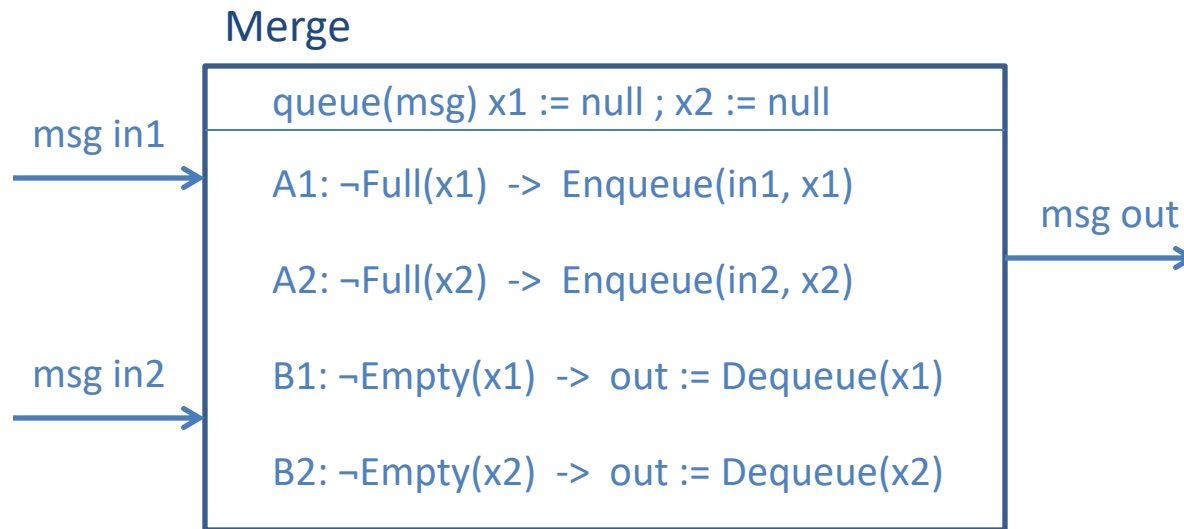 Merge
queue(msg) x1 := null ; x2 := null
msg in1
A1: ¬Full(x1) -> Enqueue(in1, x1)
msg out
A2: ¬Full(x2) -> Enqueue(in2, x2)
msg in2
B1: ¬Empty(x1) -> out := Dequeue(x1)
B2: ¬Empty(x2) -> out := Dequeue(x2)